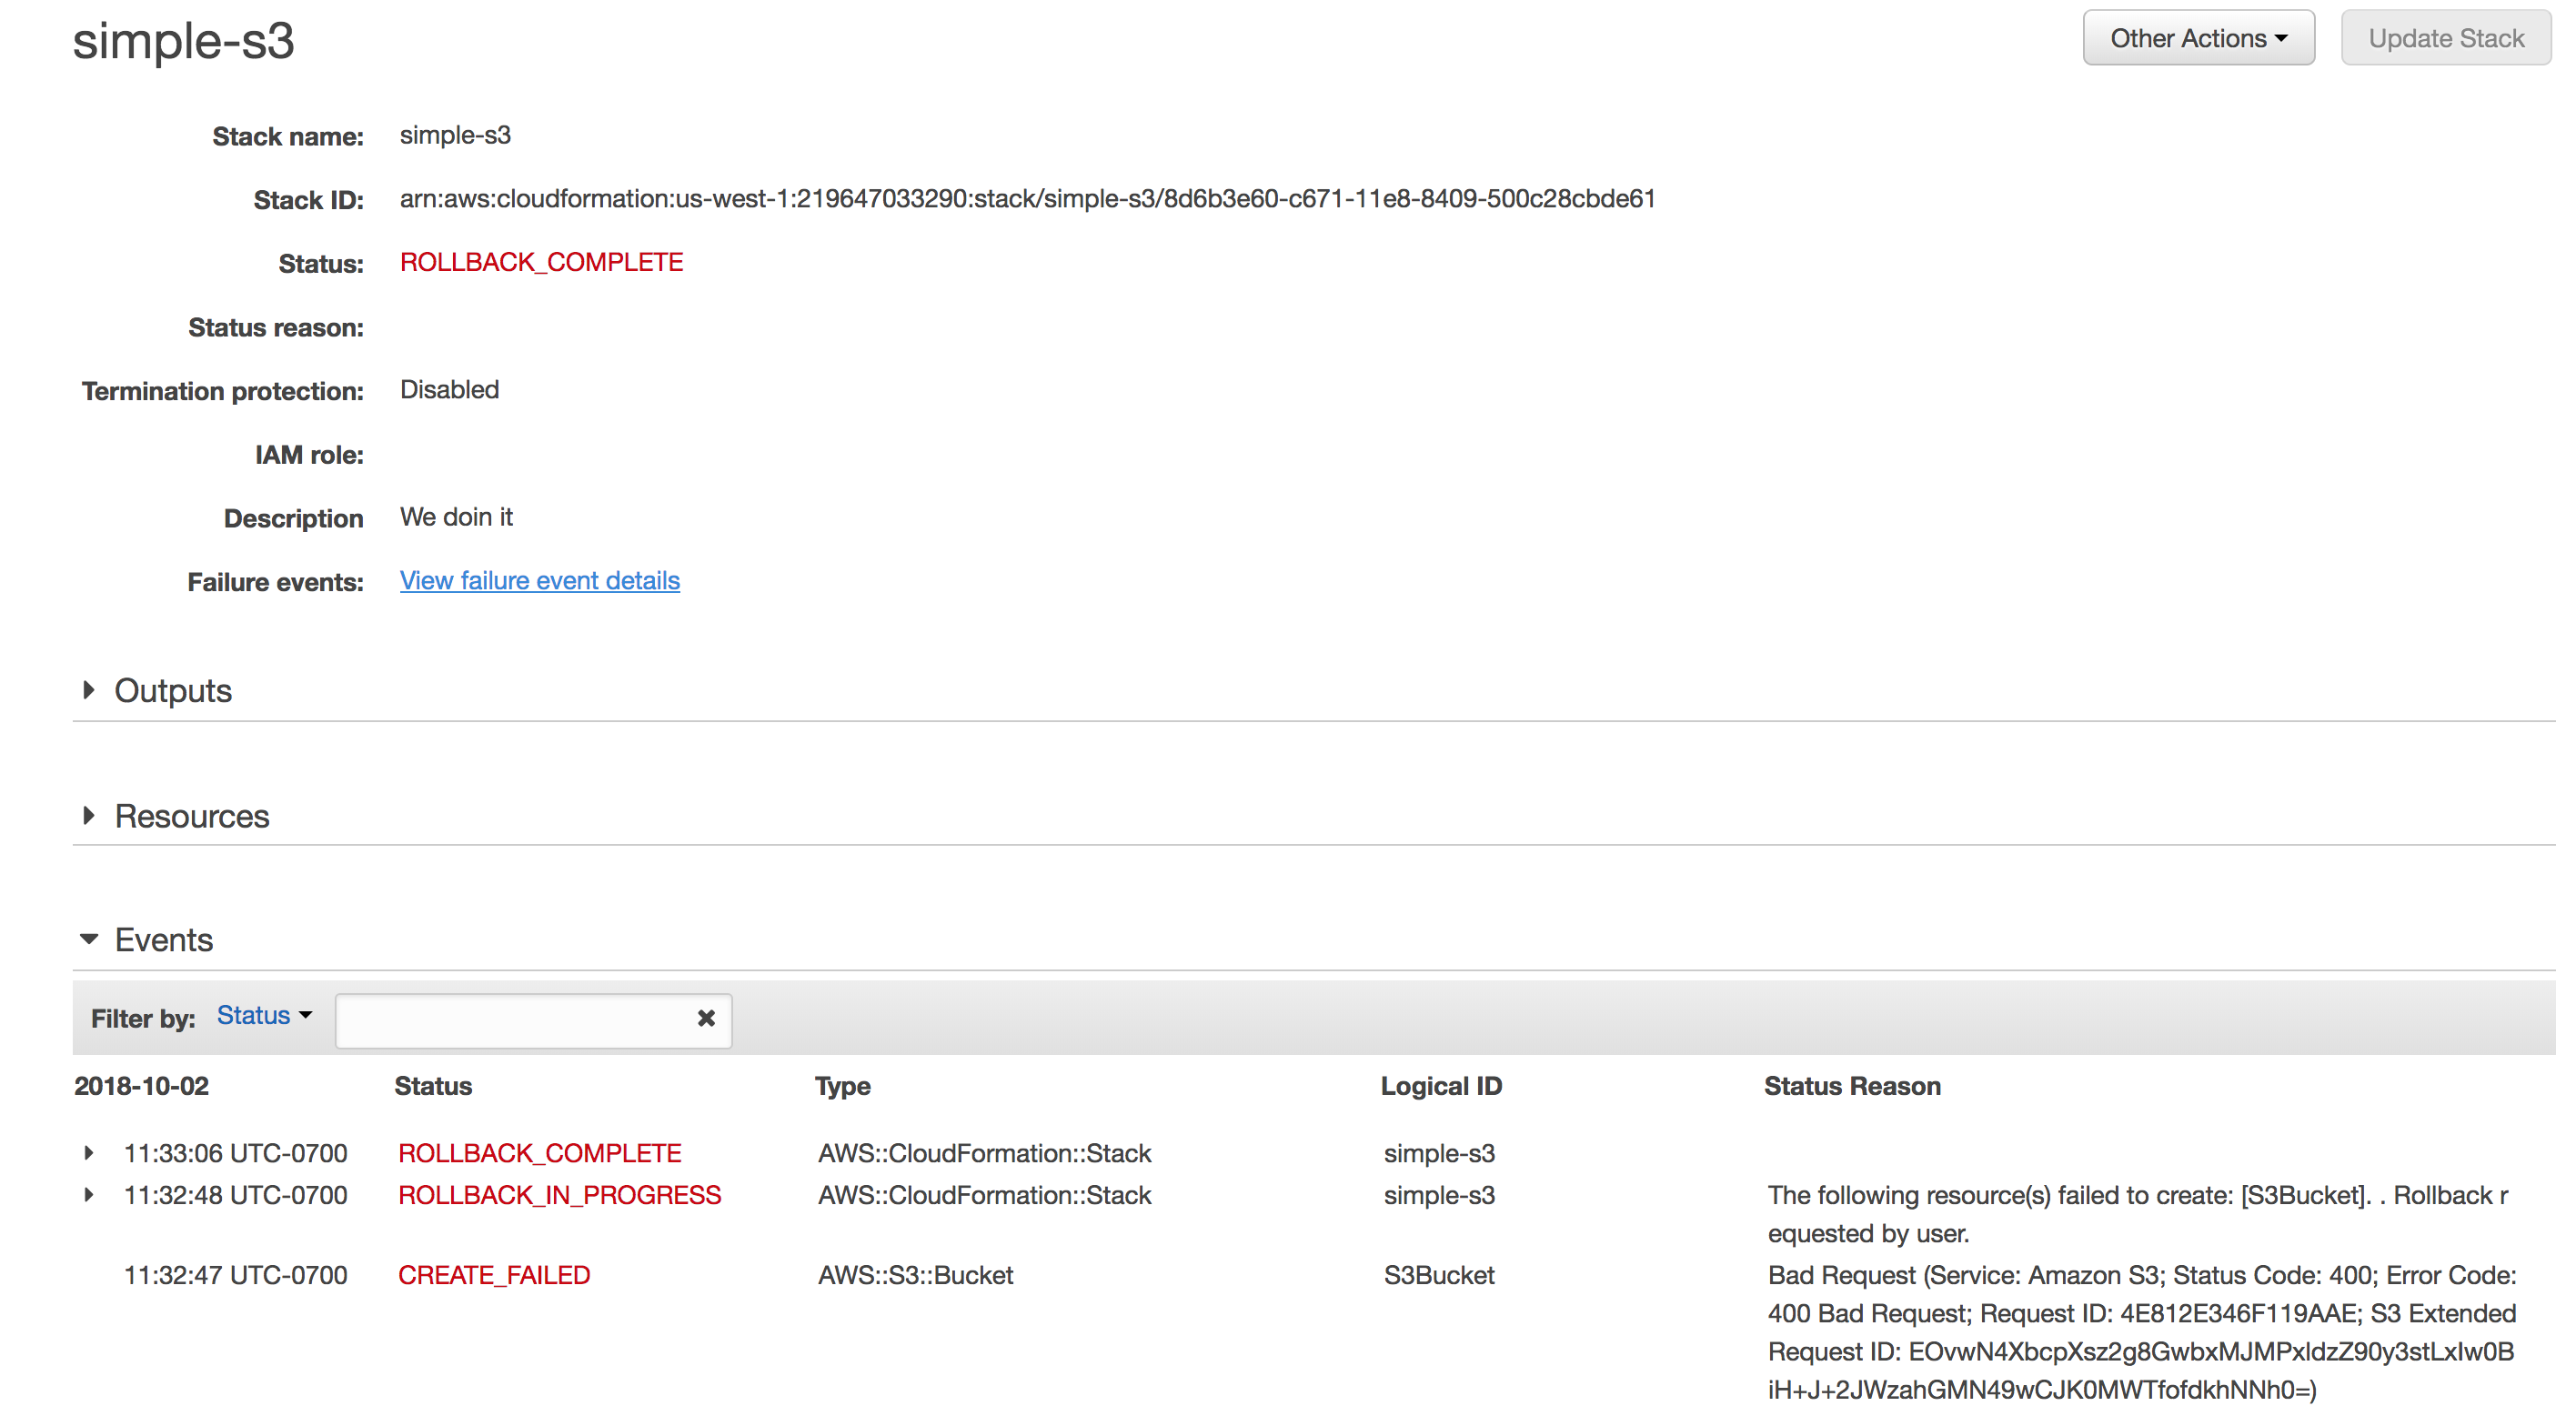 simple-s3
Other Actions
Update Stack
Stack name: simple-s3
Stack ID: arn:aws:cloudformation:us-west-1:219647033290:stack/simple-s3/8d6b3e60-c671-11e8-8409-500c28cbde61
Status: ROLLBACK_COMPLETE
Status reason:
Termination protection: Disabled
IAM role:
Description We doin it
Failure events: View failure event details
Outputs
Resources
Events
Filter by: Status
2018-10-02 Status Type Logical ID Status Reason
11:33:06 UTC-0700 ROLLBACK_COMPLETE AWS::CloudFormation::Stack simple-s3
11:32:48 UTC-0700 ROLLBACK_IN_PROGRESS AWS::CloudFormation::Stack simple-s3 The following resource(s) failed to create: [S3Bucket]. . Rollback r
equested by user.
11:32:47 UTC-0700 CREATE_FAILED AWS::S3::Bucket S3Bucket Bad Request (Service: Amazon S3; Status Code: 400; Error Code:
400 Bad Request; Request ID: 4E812E346F119AAE; S3 Extended
Request ID: EOvwN4XbcpXsz2g8GwbxMJMPxIdzZ90y3stLxIw0B
iH+J+2JWzahGMN49wCJK0MWTfofdkhNNh0=)